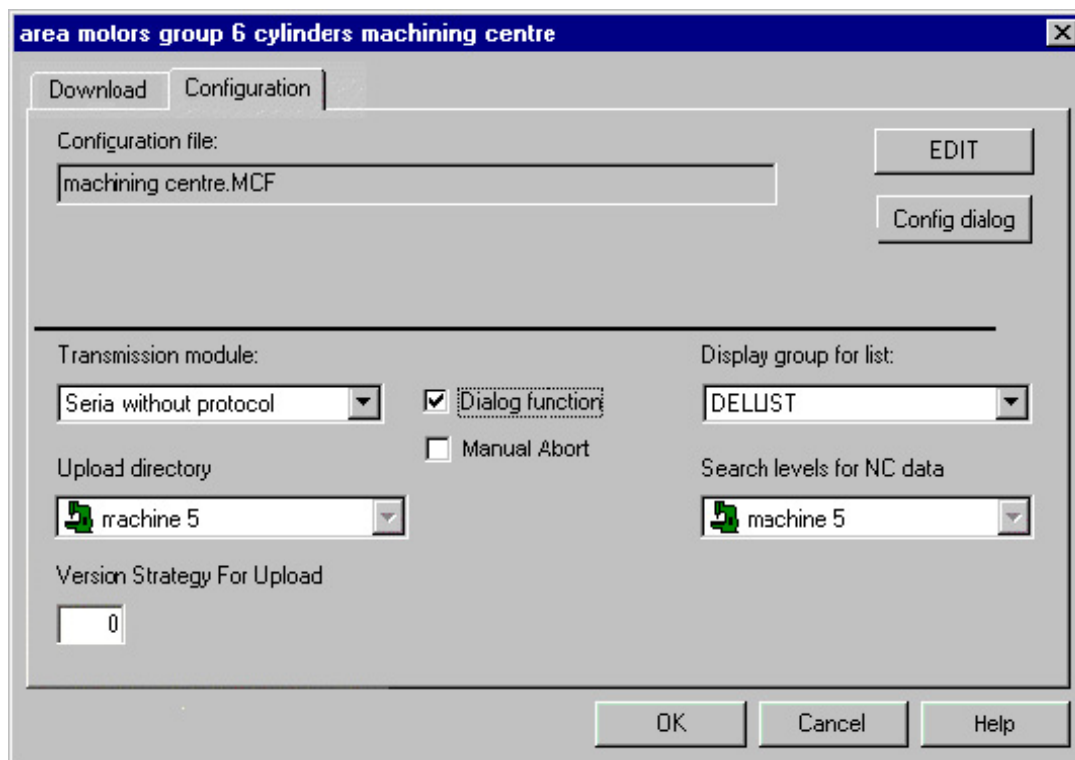 area motors group 6 cylinders machining centre
Download
Configuration
Configuration file:
EDIT
machining centre.MCF
Config dialog
Transmission module:
Display group for list:
Seria without protocol
Dialog function
DELLIST
Manual Abort
Upload directory
Search levels for NC data
machine 5
machine 5
Version Strategy For Upload
0
OK
Cancel
Help